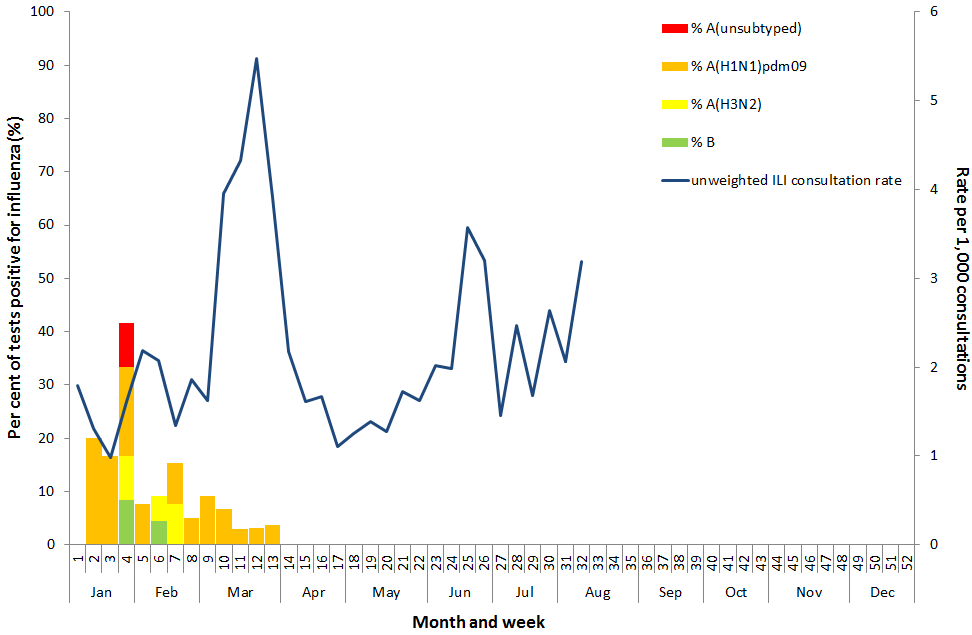 100
90
80
70
60
50
40
30
20
10
0
Per cent of tests positive for influenza (%)
6
5
4
3
2
1
0
Rate per 1,000 consultations
% A(unsubtyped)
% A(H1N1)pdm09
% A(H3N2)
% B
unweighted ILI consultation rate
1 2 3 4 5 6 7 8 9 10 11 12 13 14 15 16 17 18 19 20 21 22 23 24 25 26 27 28 29 30 31 32 33 34 35 36 37 38 39 40 41 42 43 44 45 46 47 48 49 50 51 52
Jan Feb Mar Apr May Jun Jul Aug Sep Oct Nov Dec
Month and week